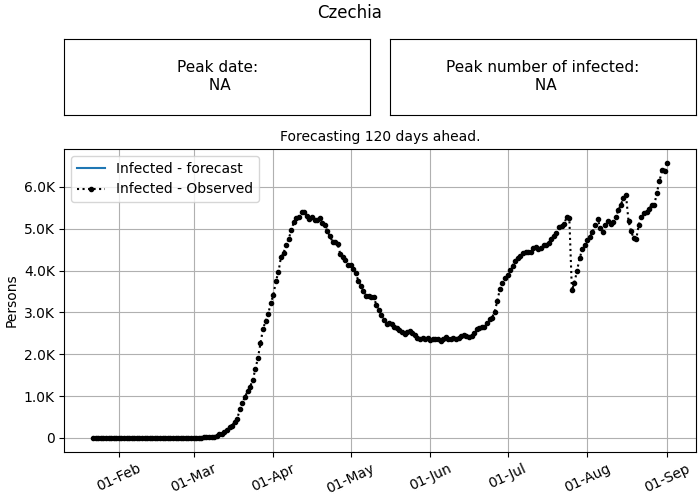 Czechia
Peak date:
NA
Peak number of infected:
NA
Forecasting 120 days ahead.
Infected - forecast
Infected - Observed
Persons
6.0K
5.0K
4.0K
3.0K
2.0K
1.0K
0
01-Feb
01-Mar
01-Apr
01-May
01-Jun
01-Jul
01-Aug
01-Sep